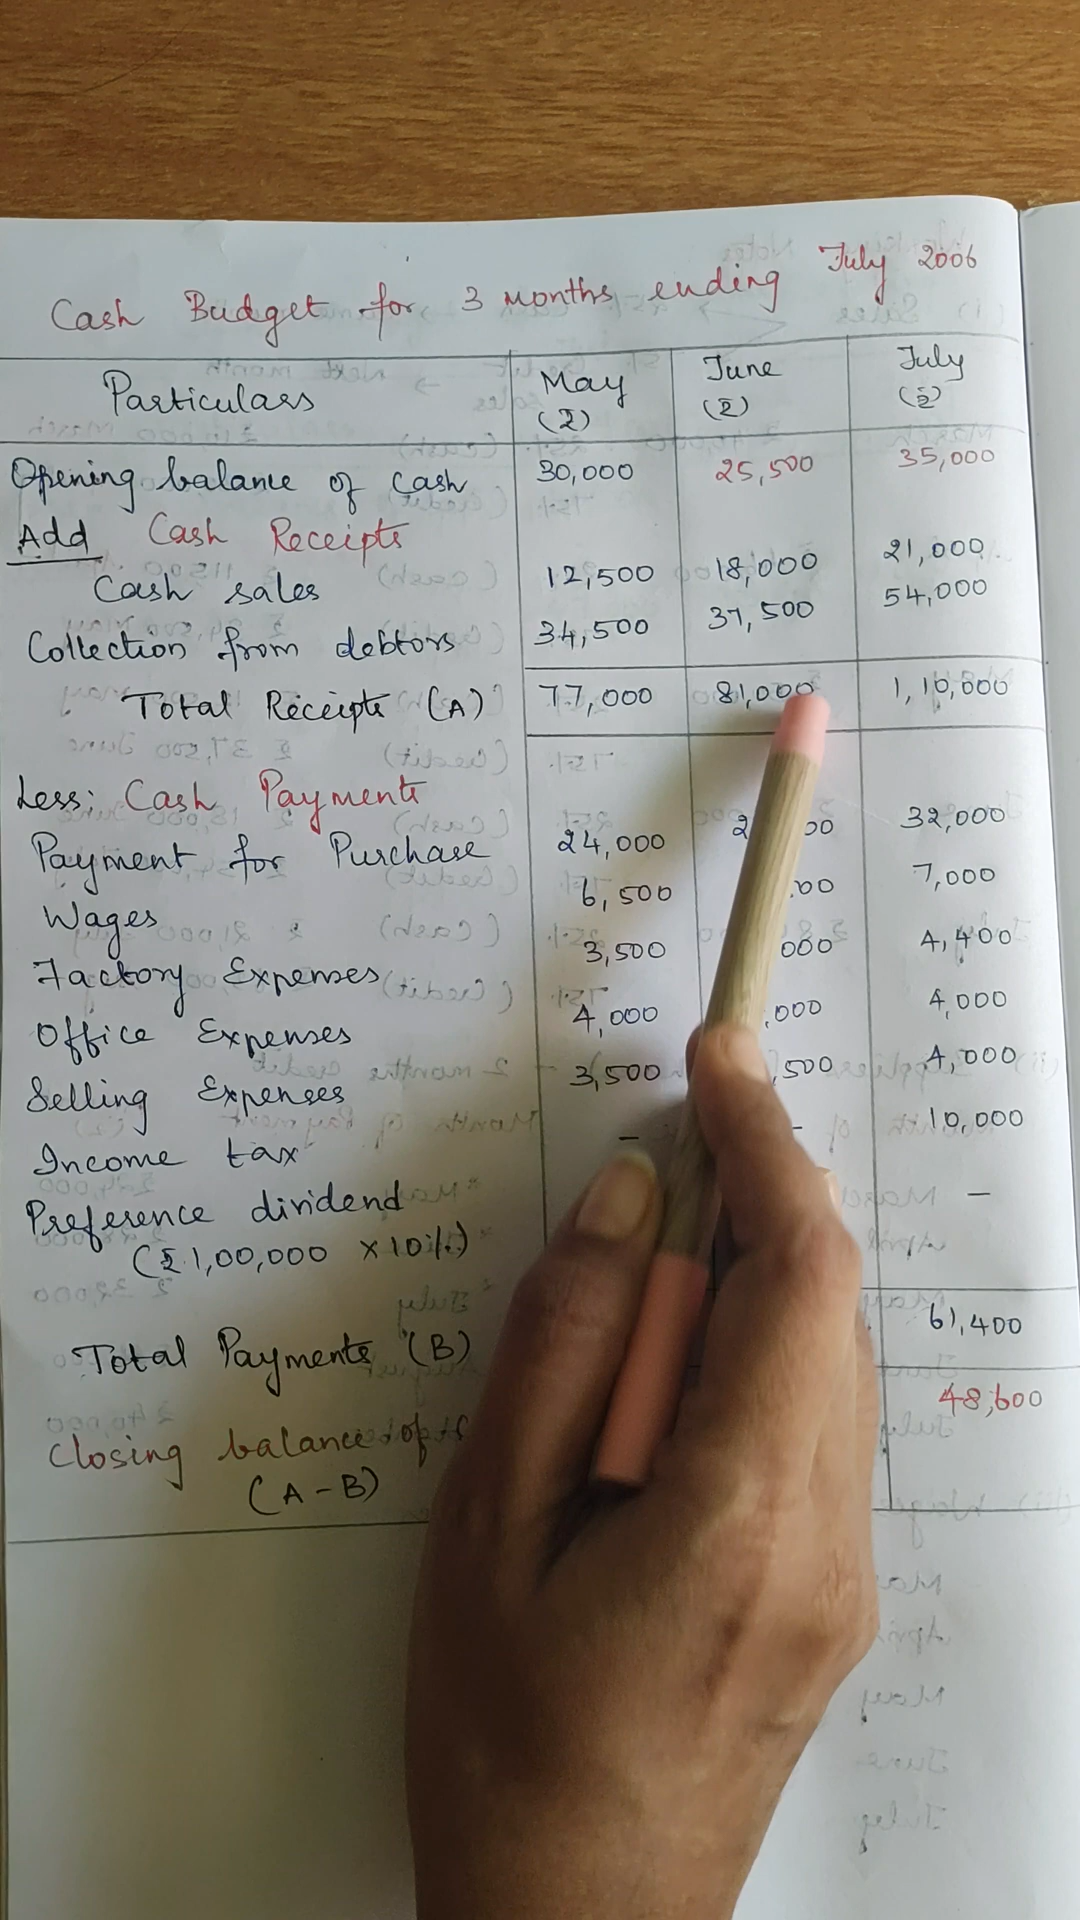 Cash Budget for 3 months ending July 2006
Particulars May (₹) June (₹) July (₹)
Opening balance of cash 30,000 25,500 35,000
Add Cash Receipts
Cash sales 12,500 18,000 21,000
Collection from debtors 34,500 37,500 54,000
Total Receipts (A) 77,000 81,000 1,10,000
Less: Cash Payments
Payment for Purchase 24,000 32,000
Wages 6,500 7,000
Factory Expenses 3,500 4,400
Office Expenses 4,000 4,000
Selling Expenses 3,500 4,000
Income tax - - 10,000
Preference dividend -
(₹ 1,00,000 × 10%)
Total Payments (B) 61,400
Closing balance of 48,600
(A-B)